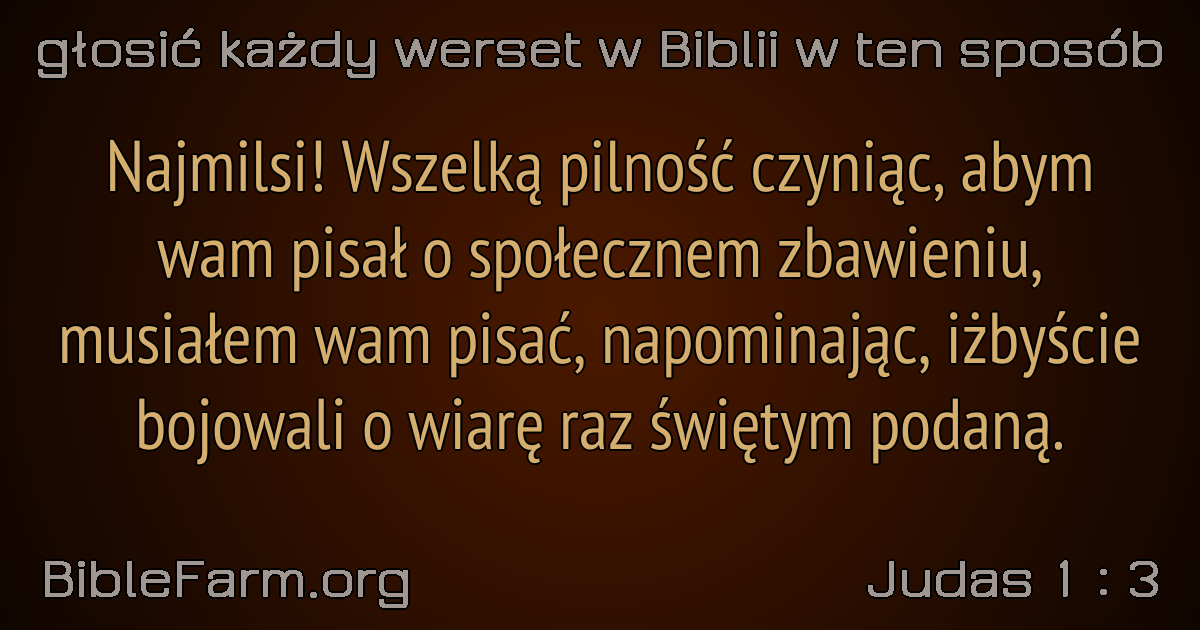 głosić każdy werset w Biblii w ten sposób
Najmilsi! Wszelką pilność czyniąc, abym
wam pisał o społecznem zbawieniu,
musiałem wam pisać, napominając, iżbyście
bojowali o wiarę raz świętym podaną.
BibleFarm.org
Judas 1 : 3